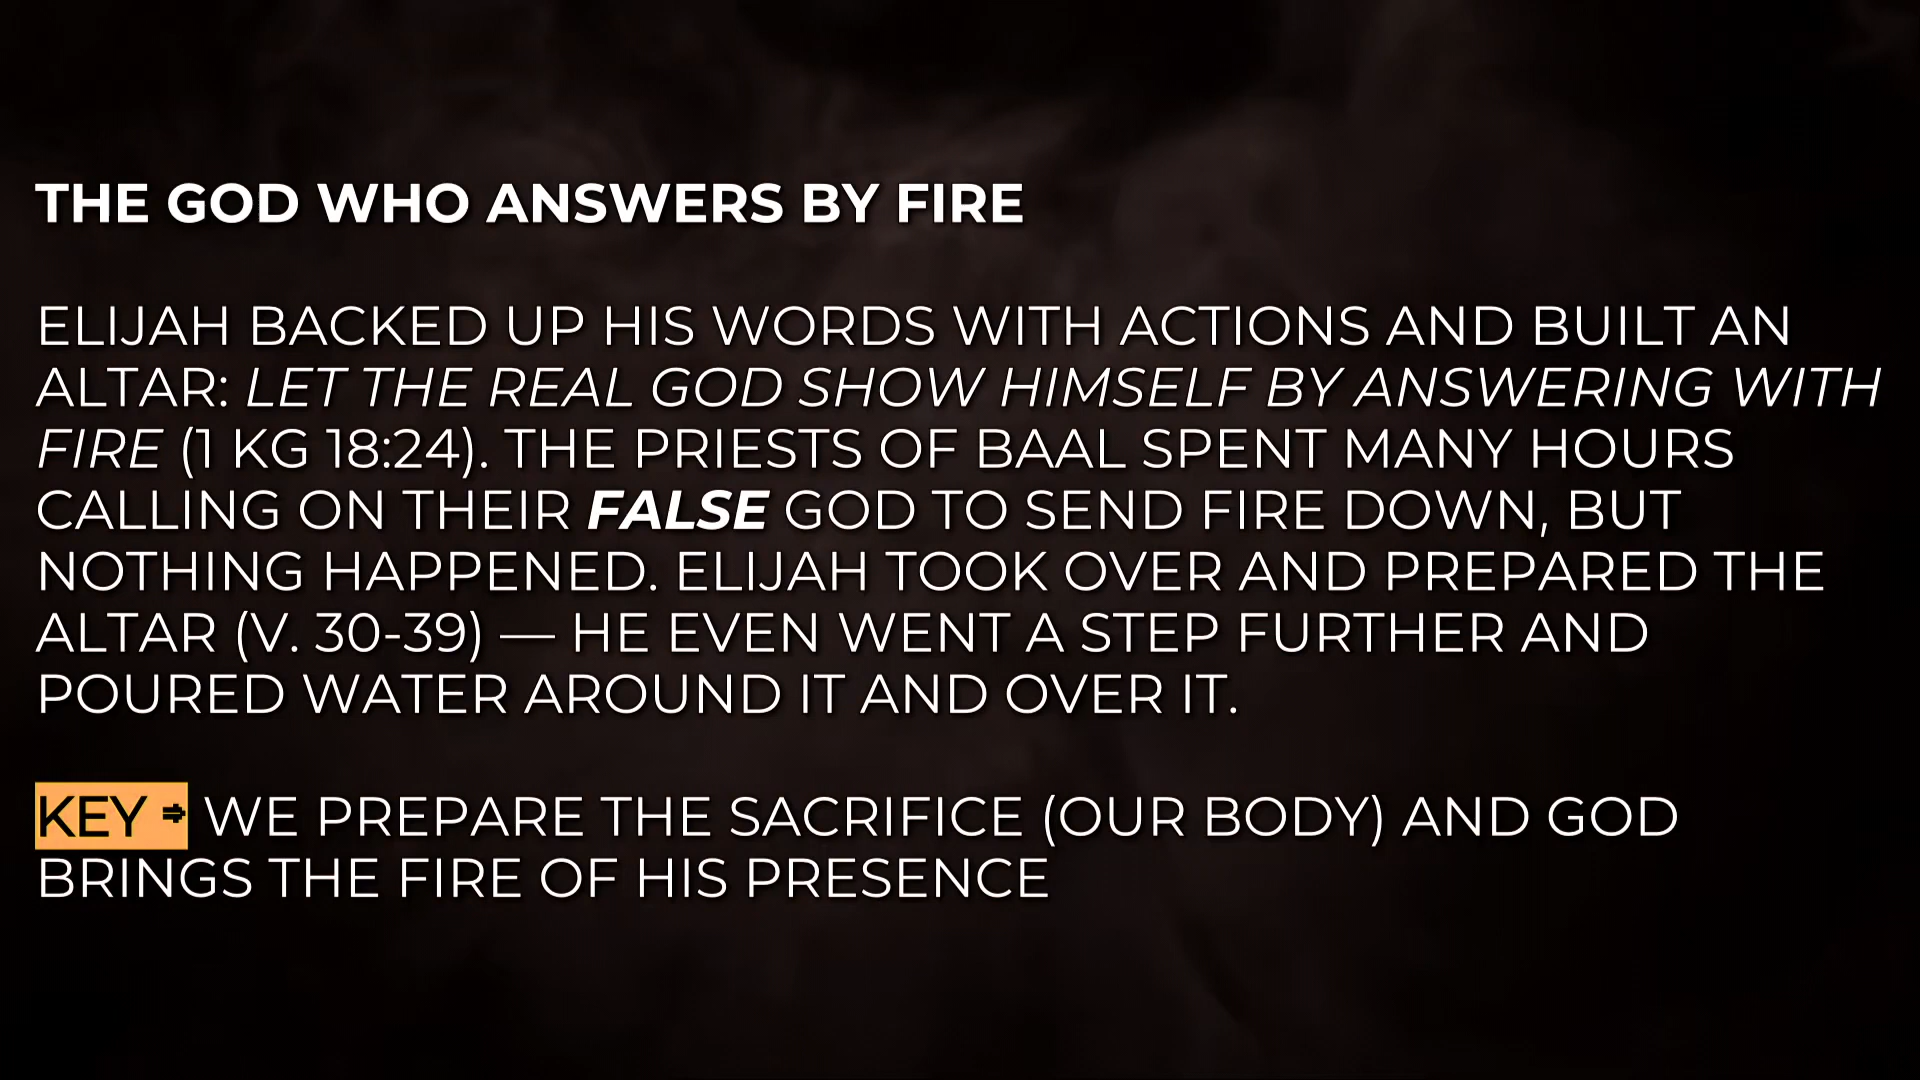 THE GOD WHO ANSWERS BY FIRE
ELIJAH BACKED UP HIS WORDS WITH ACTIONS AND BUILT AN
ALTAR: LET THE REAL GOD SHOW HIMSELF BY ANSWERING WITH
FIRE (1 KG 18:24). THE PRIESTS OF BAAL SPENT MANY HOURS
CALLING ON THEIR FALSE GOD TO SEND FIRE DOWN, BUT
NOTHING HAPPENED. ELIJAH TOOK OVER AND PREPARED THE
ALTAR (V. 30-39) — HE EVEN WENT A STEP FURTHER AND
POURED WATER AROUND IT AND OVER IT.
KEY ➾ WE PREPARE THE SACRIFICE (OUR BODY) AND GOD
BRINGS THE FIRE OF HIS PRESENCE